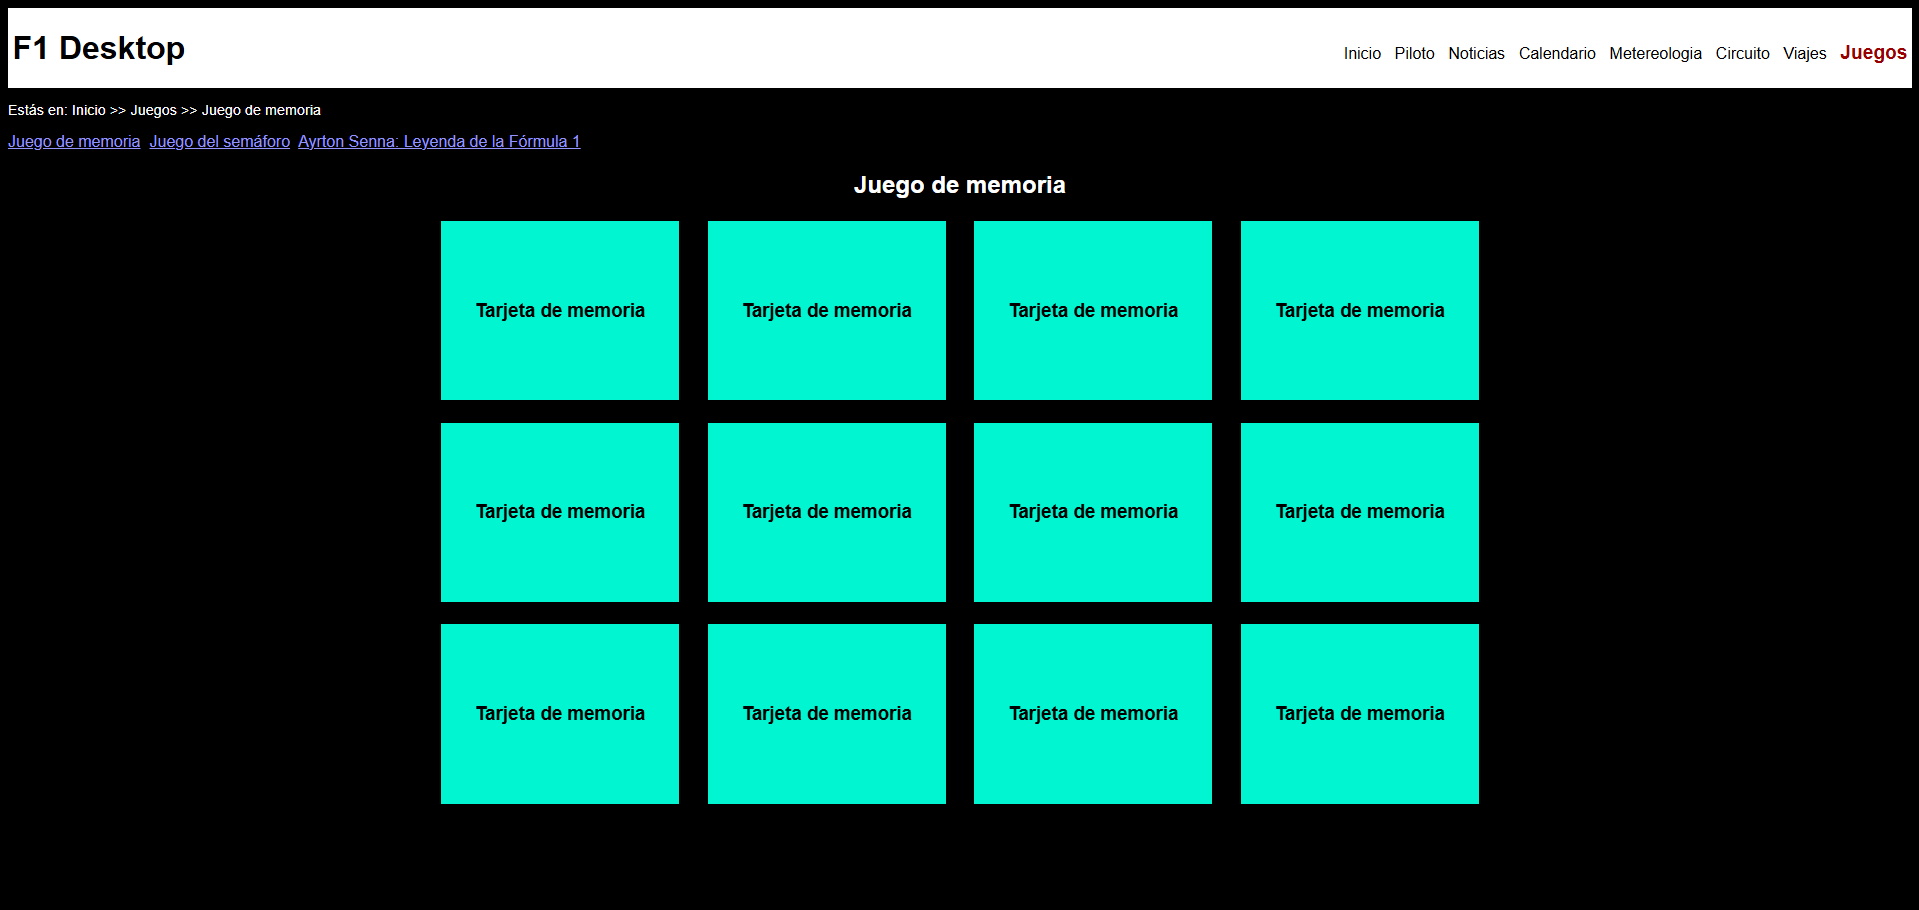 F1 Desktop
Inicio Piloto Noticias Calendario Metereologia Circuito Viajes Juegos
Estás en: Inicio >> Juegos >> Juego de memoria
Juego de memoria Juego del semáforo Ayrton Senna: Leyenda de la Fórmula 1
Juego de memoria
Tarjeta de memoria Tarjeta de memoria Tarjeta de memoria Tarjeta de memoria
Tarjeta de memoria Tarjeta de memoria Tarjeta de memoria Tarjeta de memoria
Tarjeta de memoria Tarjeta de memoria Tarjeta de memoria Tarjeta de memoria